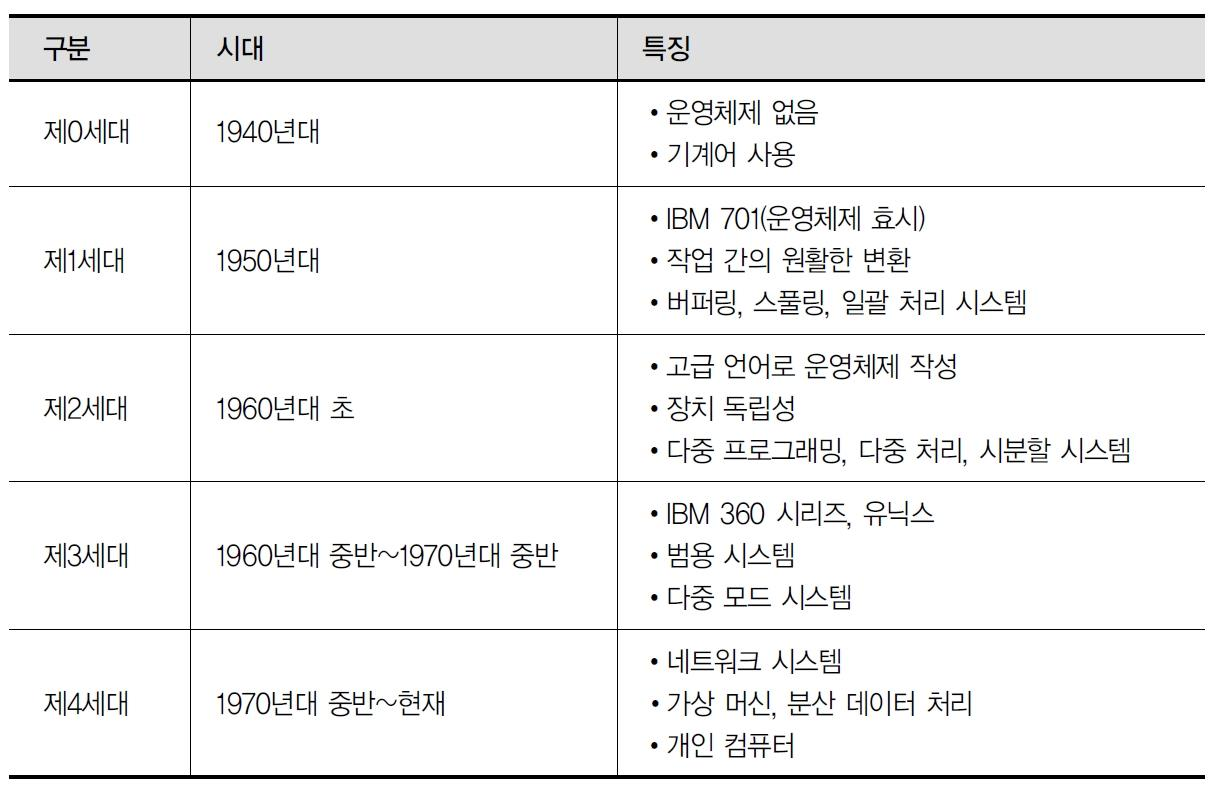 구분 시대 특징
제0세대 1940년대
• 운영체제 없음
• 기계어 사용
제1세대 1950년대
• IBM 701(운영체제 효시)
• 작업 간의 원활한 변환
• 버퍼링, 스풀링, 일괄 처리 시스템
제2세대 1960년대 초
• 고급 언어로 운영체제 작성
• 장치 독립성
• 다중 프로그래밍, 다중 처리, 시분할 시스템
제3세대 1960년대 중반~1970년대 중반
• IBM 360 시리즈, 유닉스
• 범용 시스템
• 다중 모드 시스템
제4세대 1970년대 중반~현재
• 네트워크 시스템
• 가상 머신, 분산 데이터 처리
• 개인 컴퓨터